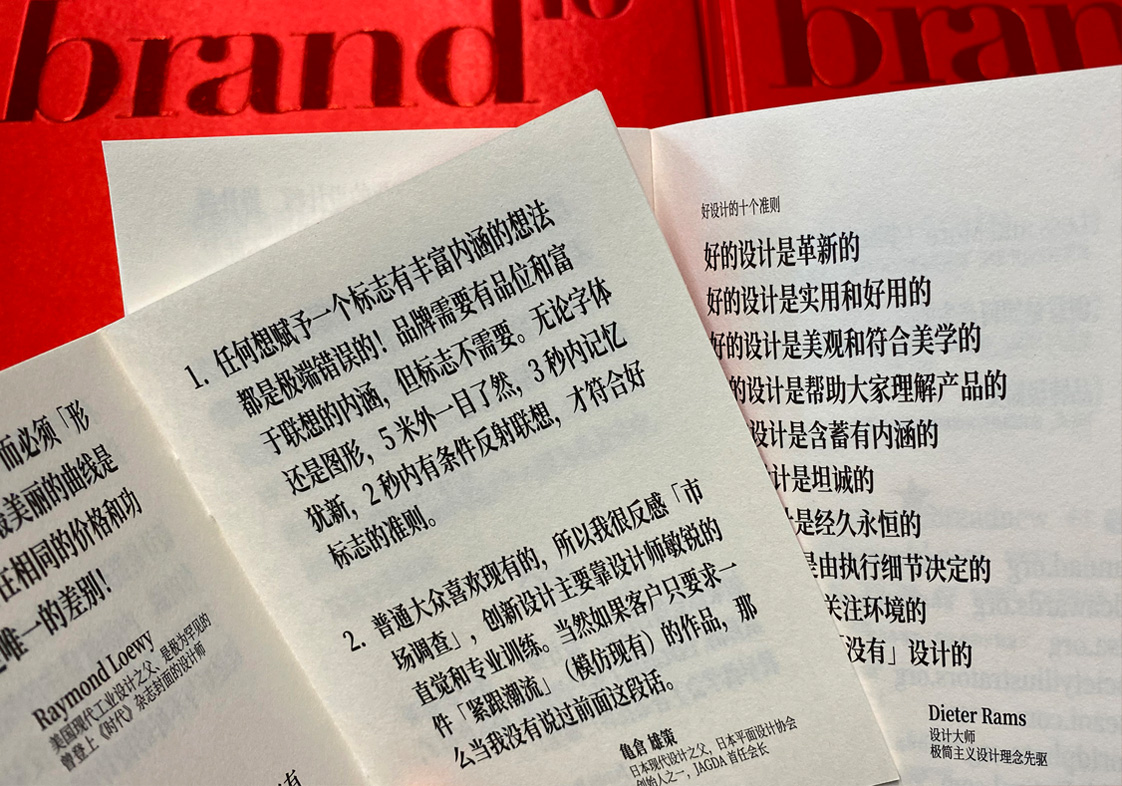 brand
10
bran
而必须「形
美丽的曲线是
在相同的价格和功
唯一的差别！
Raymond Loewy
美国现代工业设计之父，是极为罕见的
曾登上《时代》杂志封面的设计师
1. 任何想赋予一个标志有丰富内涵的想法
都是极端错误的！品牌需要有品位和富
于联想的内涵，但标志不需要。无论字体
还是图形，5 米外一目了然，3 秒内记忆
犹新，2 秒内有条件反射联想，才符合好
标志的准则。
2. 普通大众喜欢现有的，所以我很反感「市
场调查」，创新设计主要靠设计师敏锐的
直觉和专业训练。当然如果客户只要求一
件「紧跟潮流」（模仿现有）的作品，那
么当我没有说过前面这段话。
亀倉 雄策
日本现代设计之父，日本平面设计协会
创始人之一，JAGDA 首任会长
好设计的十个准则
好的设计是革新的
好的设计是实用和好用的
好的设计是美观和符合美学的
的设计是帮助大家理解产品的
设计是含蓄有内涵的
计是坦诚的
是经久永恒的
是由执行细节决定的
关注环境的
「没有」设计的
Dieter Rams
设计大师
极简主义设计理念先驱